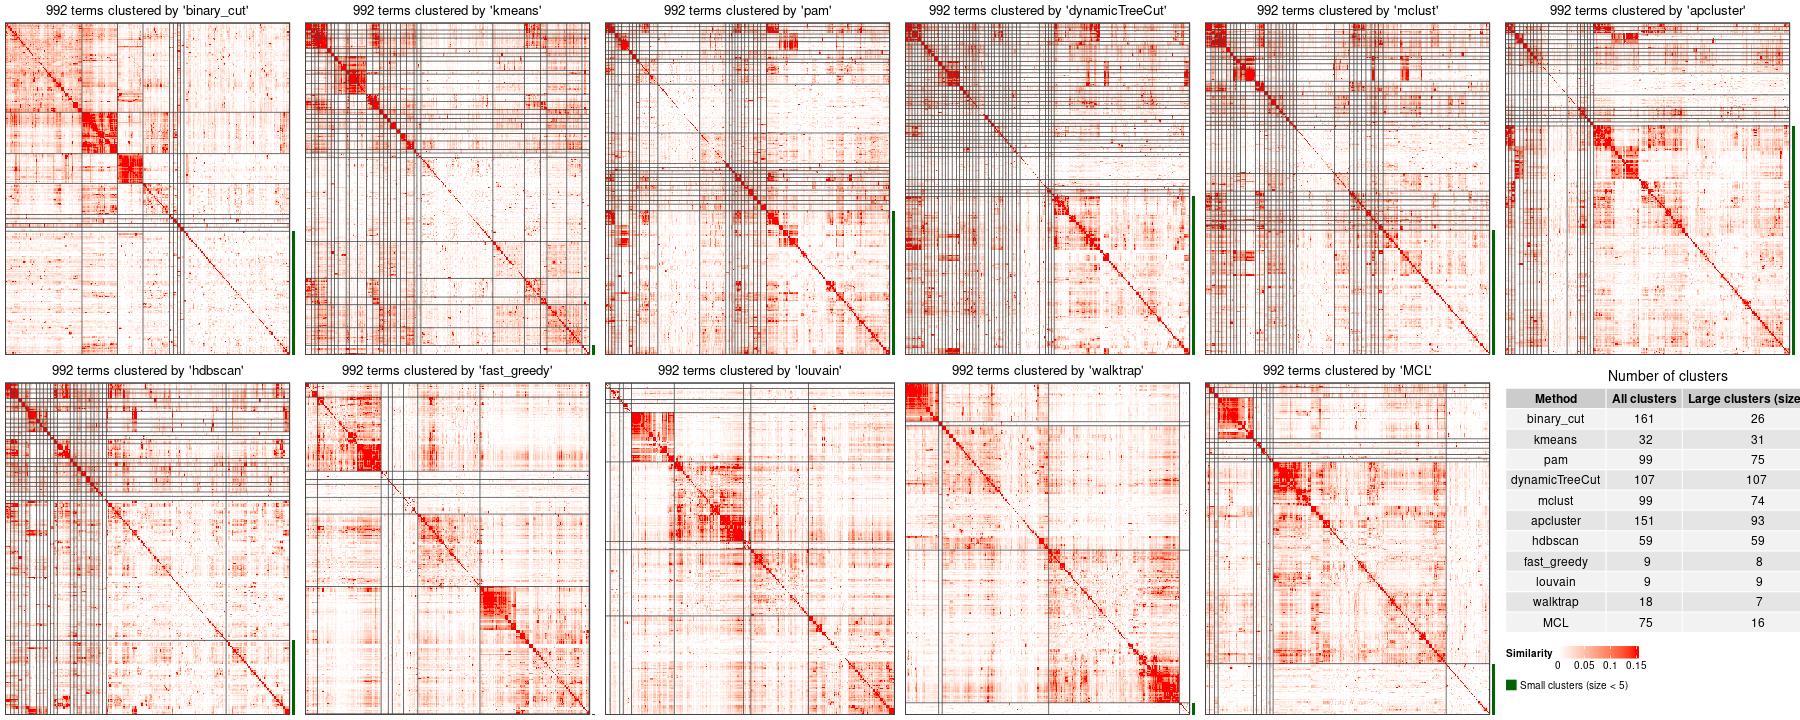 992 terms clustered by 'binary_cut'
992 terms clustered by 'kmeans'
992 terms clustered by 'pam'
992 terms clustered by 'dynamicTreeCut'
992 terms clustered by 'mclust'
992 terms clustered by 'apcluster'
992 terms clustered by 'hdbscan'
992 terms clustered by 'fast_greedy'
992 terms clustered by 'louvain'
992 terms clustered by 'walktrap'
992 terms clustered by 'MCL'
Number of clusters
Method All clusters Large clusters (size
binary_cut 161 26
kmeans 32 31
pam 99 75
dynamicTreeCut 107 107
mclust 99 74
apcluster 151 93
hdbscan 59 59
fast_greedy 9 8
louvain 9 9
walktrap 18 7
MCL 75 16
Similarity
0 0.05 0.1 0.15
Small clusters (size < 5)